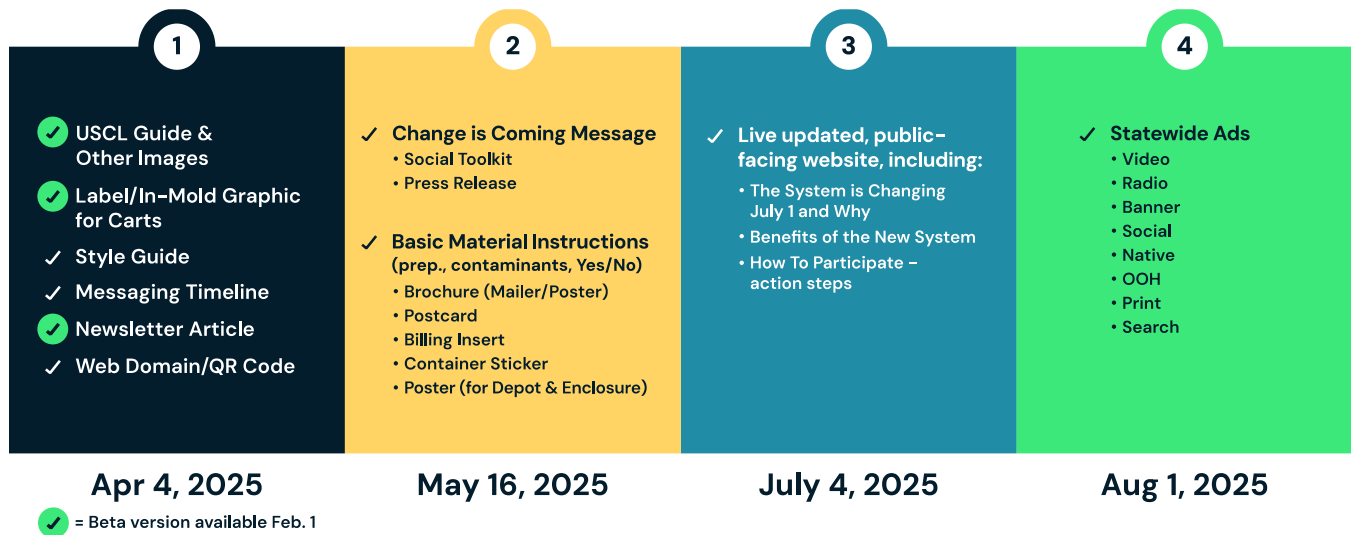 1
USCL Guide &
Other Images
Label/In-Mold Graphic
for Carts
Style Guide
Messaging Timeline
Newsletter Article
Web Domain/QR Code
Apr 4, 2025
= Beta version available Feb. 1
2
Change is Coming Message
• Social Toolkit
• Press Release
Basic Material Instructions
(prep., contaminants, Yes/No)
• Brochure (Mailer/Poster)
• Postcard
• Billing Insert
• Container Sticker
• Poster (for Depot & Enclosure)
May 16, 2025
3
Live updated, public-
facing website, including:
• The System is Changing
July 1 and Why
• Benefits of the New System
• How To Participate –
action steps
July 4, 2025
4
Statewide Ads
• Video
• Radio
• Banner
• Social
• Native
• OOH
• Print
• Search
Aug 1, 2025